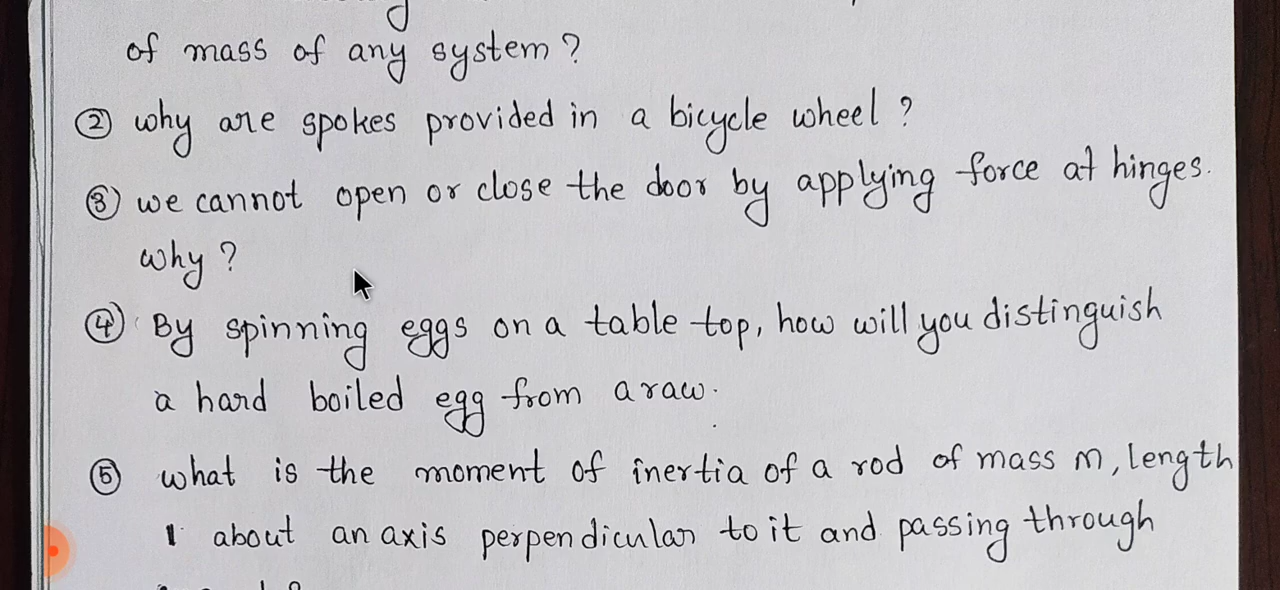 of mass of any system?
② why are spokes provided in a bicycle wheel?
③ we cannot open or close the door by applying force at hinges.
why?
④ By spinning eggs on a table top, how will you distinguish
a hard boiled egg from a raw.
⑤ what is the moment of inertia of a rod of mass m, length
l about an axis perpendicular to it and passing through